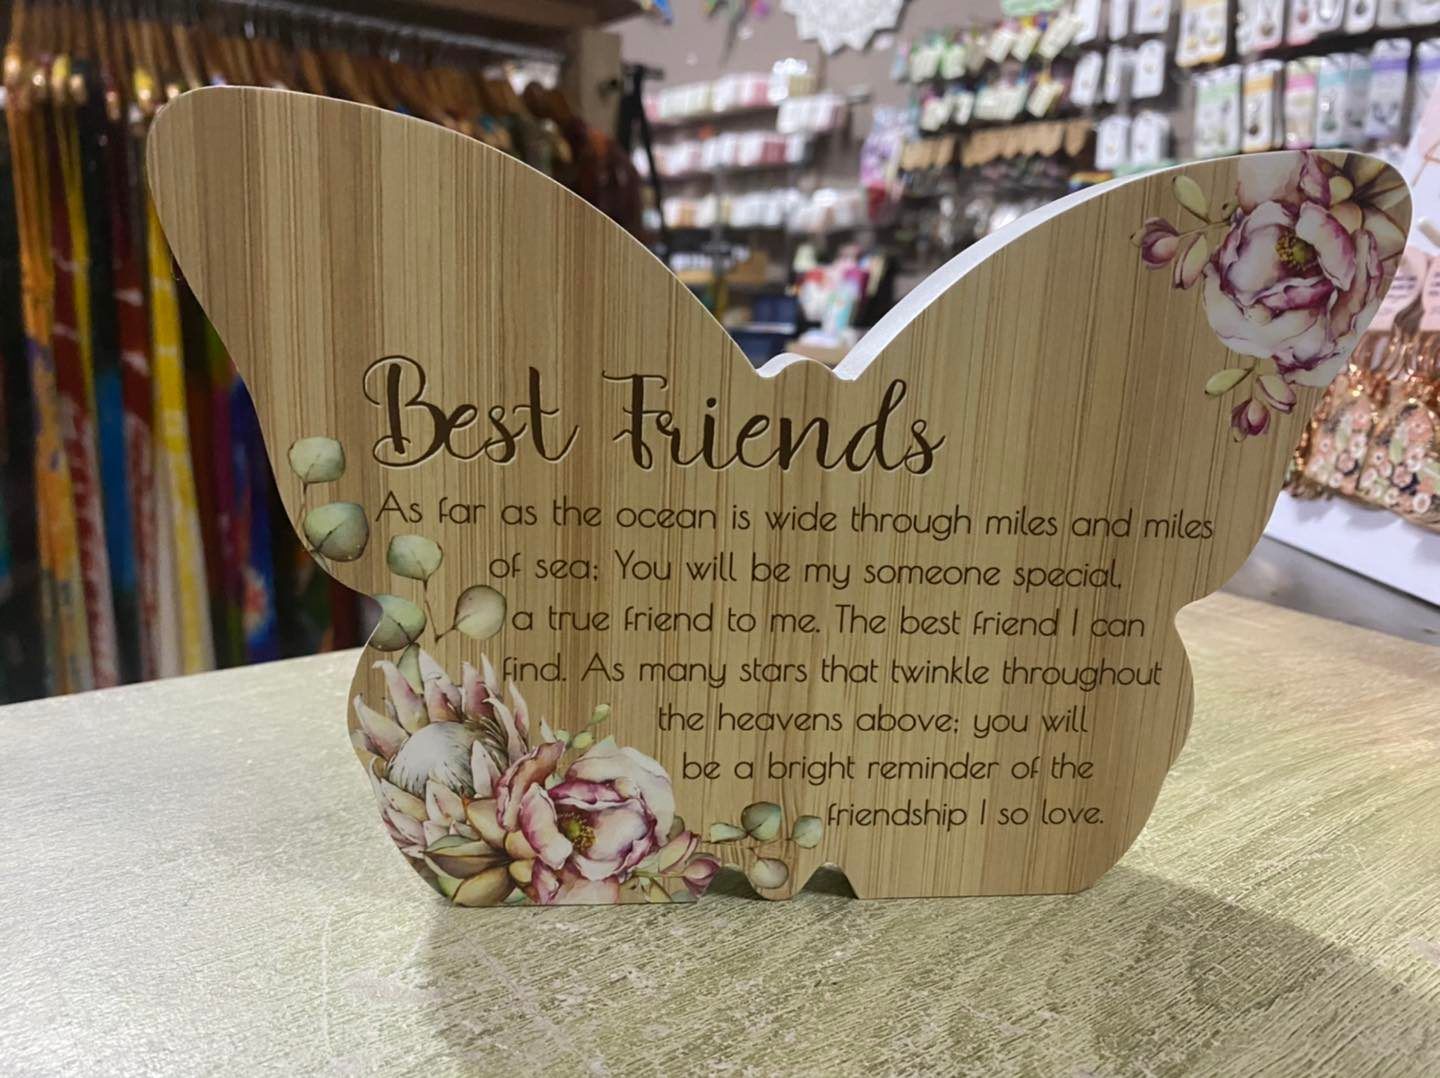 Best Friends
As far as the ocean is wide through miles and miles
of sea; You will be my someone special,
a true friend to me. The best friend I can
find. As many stars that twinkle throughout
the heavens above; you will
be a bright reminder of the
friendship I so love.